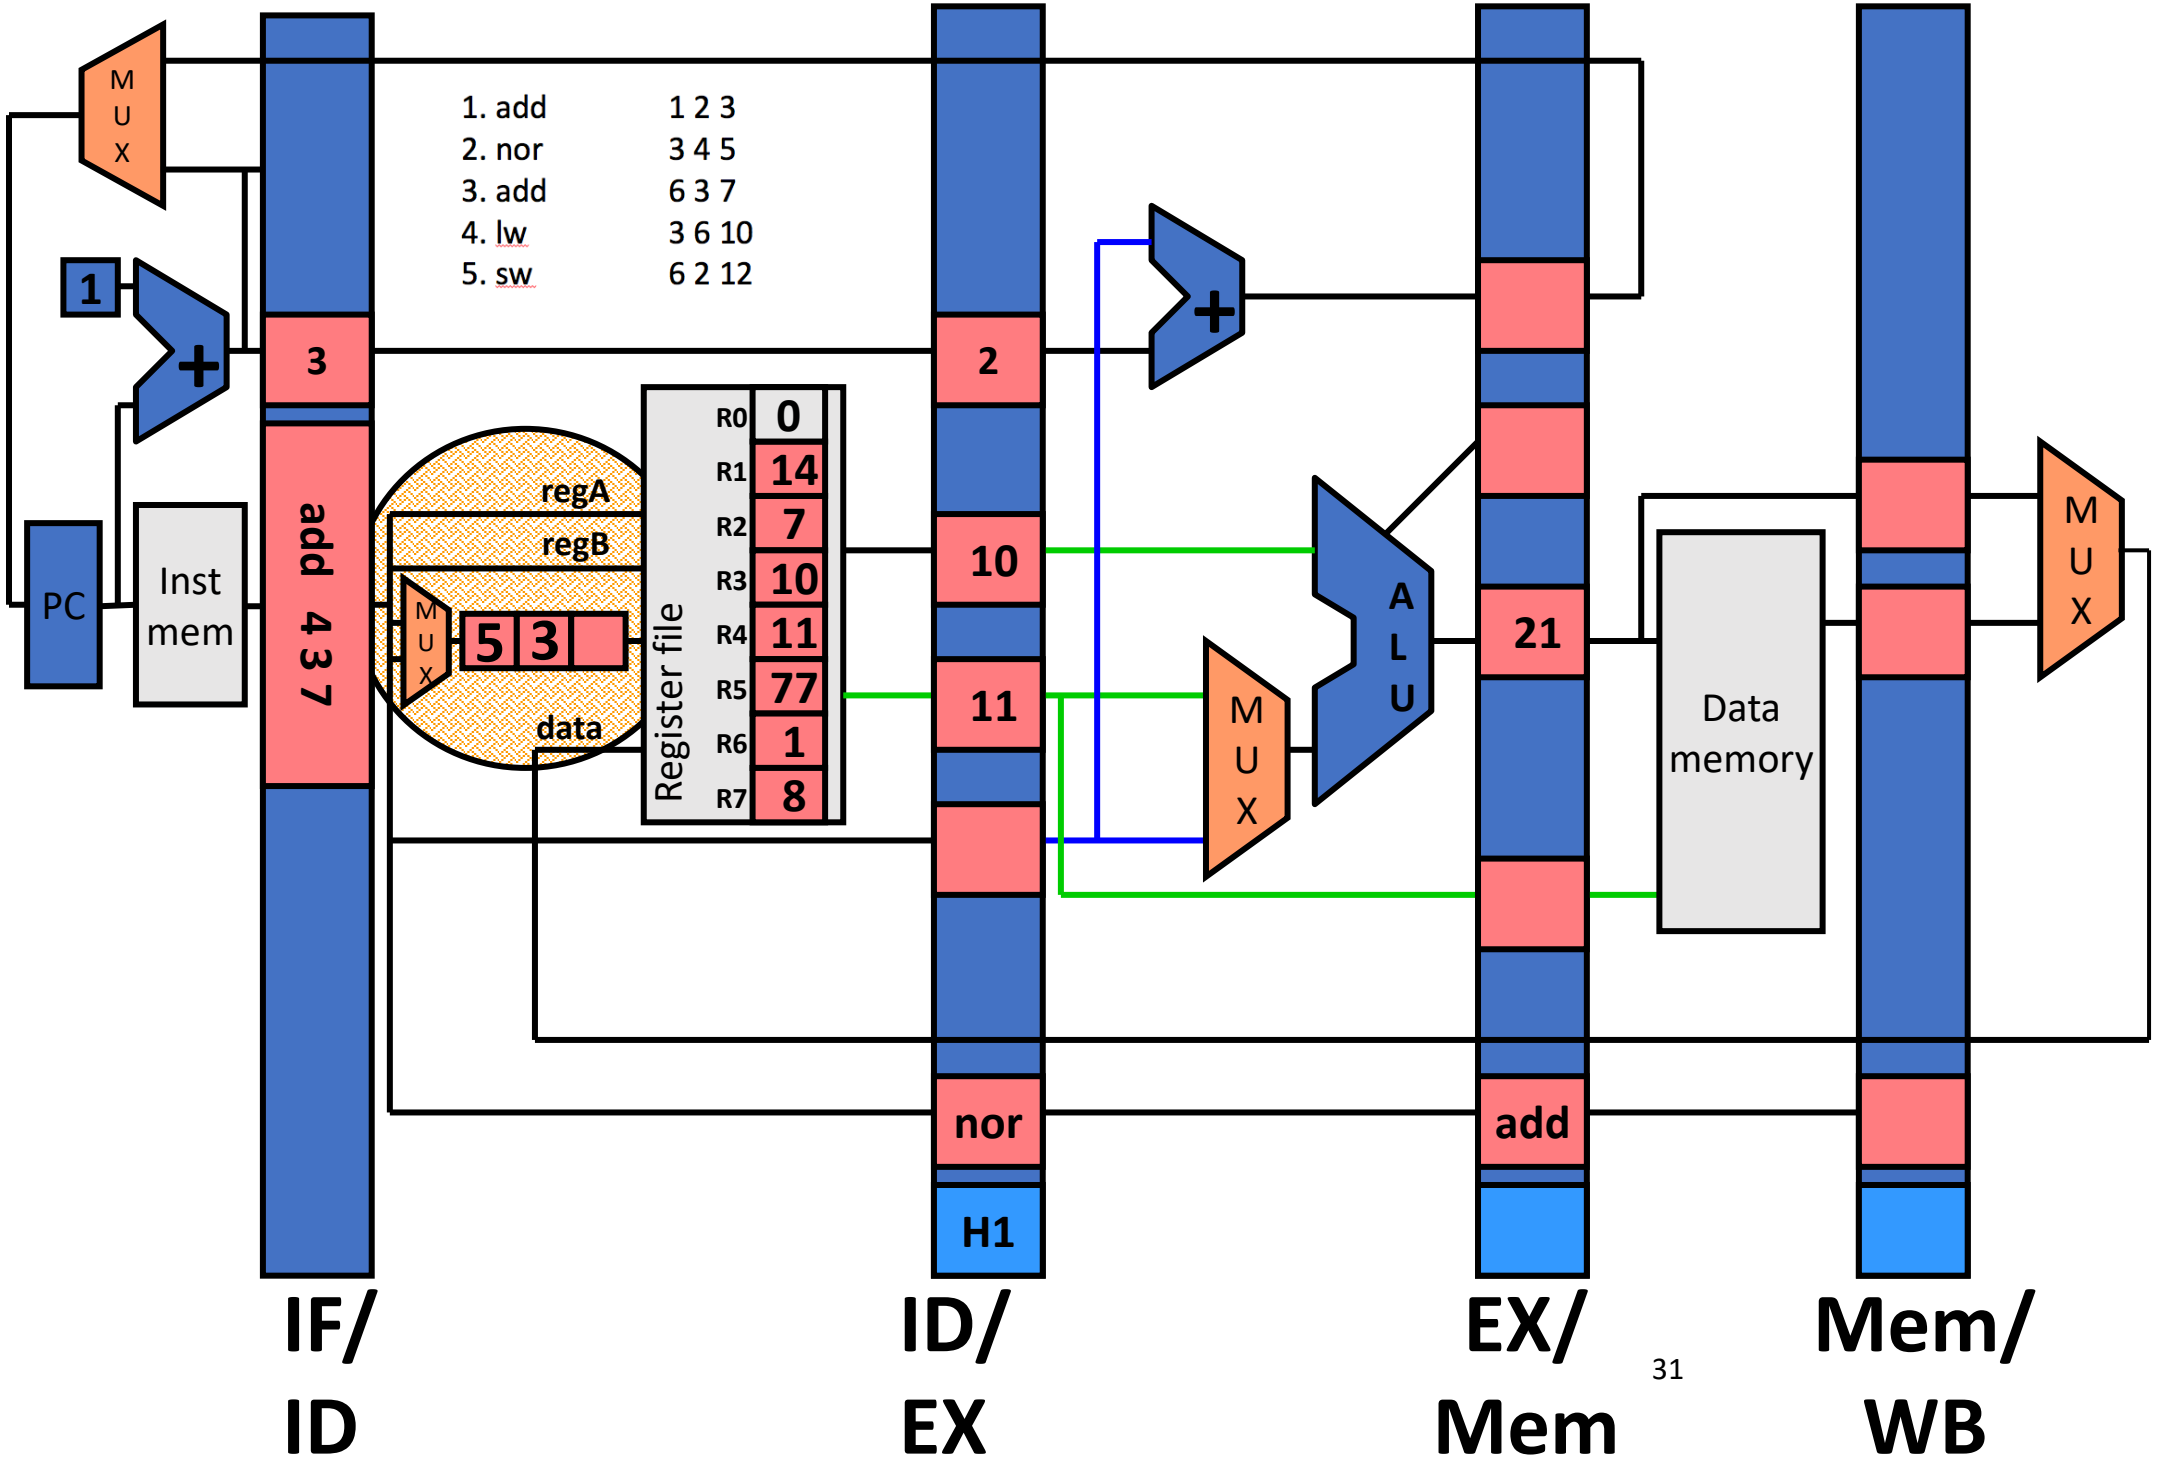 M
U
X
1. add 1 2 3
2. nor 3 4 5
3. add 6 3 7
4. lw 3 6 10
5. sw 6 2 12
1
+
+
3
2
PC
Inst
mem
add 4 3 7
regA
regB
M
U
X
5 3
data
Register file
R0 0
R1 14
R2 7
R3 10
R4 11
R5 77
R6 1
R7 8
10
11
M
U
X
A
L
U
21
Data
memory
M
U
X
nor
add
H1
IF/
ID
ID/
EX
EX/
Mem
Mem/
WB
31